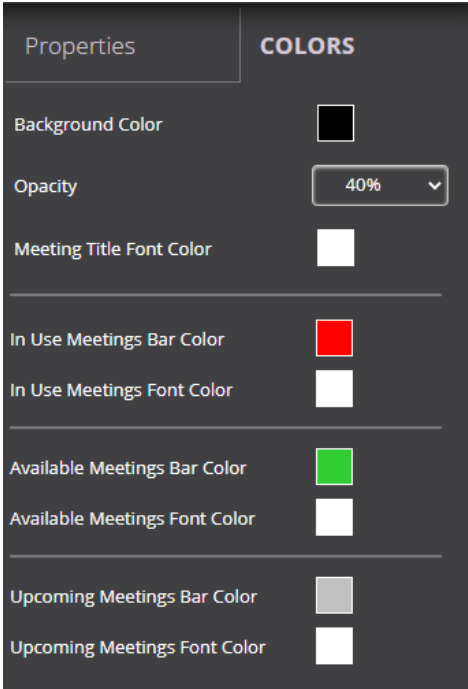 Properties COLORS
Background Color
Opacity 40%
Meeting Title Font Color
In Use Meetings Bar Color
In Use Meetings Font Color
Available Meetings Bar Color
Available Meetings Font Color
Upcoming Meetings Bar Color
Upcoming Meetings Font Color